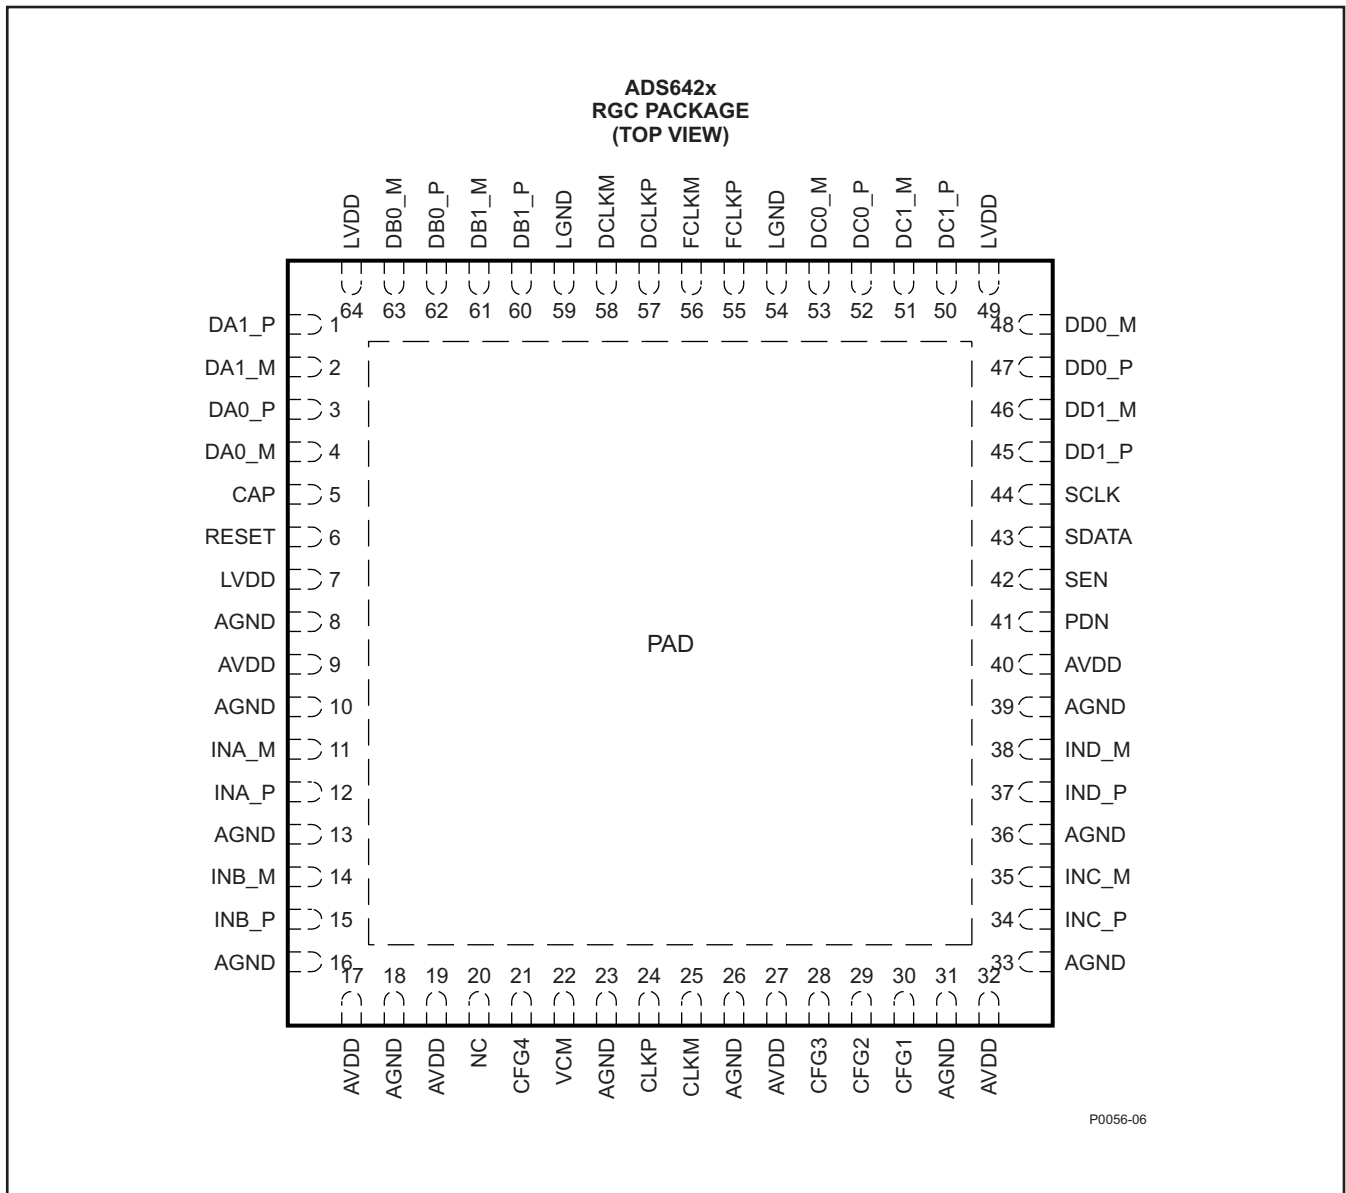 ADS642x
RGC PACKAGE
(TOP VIEW)
LVDD
DB0_M
DB0_P
DB1_M
DB1_P
LGND
DCLKM
DCLKP
FCLKM
FCLKP
LGND
DC0_M
DC0_P
DC1_M
DC1_P
LVDD
64 63 62 61 60 59 58 57 56 55 54 53 52 51 50 49
DA1_P 1 48 DD0_M
DA1_M 2 47 DD0_P
DA0_P 3 46 DD1_M
DA0_M 4 45 DD1_P
CAP 5 44 SCLK
RESET 6 43 SDATA
LVDD 7 42 SEN
AGND 8 41 PDN
PAD
AVDD 9 40 AVDD
AGND 10 39 AGND
INA_M 11 38 IND_M
INA_P 12 37 IND_P
AGND 13 36 AGND
INB_M 14 35 INC_M
INB_P 15 34 INC_P
AGND 16 33 AGND
17 18 19 20 21 22 23 24 25 26 27 28 29 30 31 32
AVDD
AGND
AVDD
NC
CFG4
VCM
AGND
CLKP
CLKM
AGND
AVDD
CFG3
CFG2
CFG1
AGND
AVDD
P0056-06